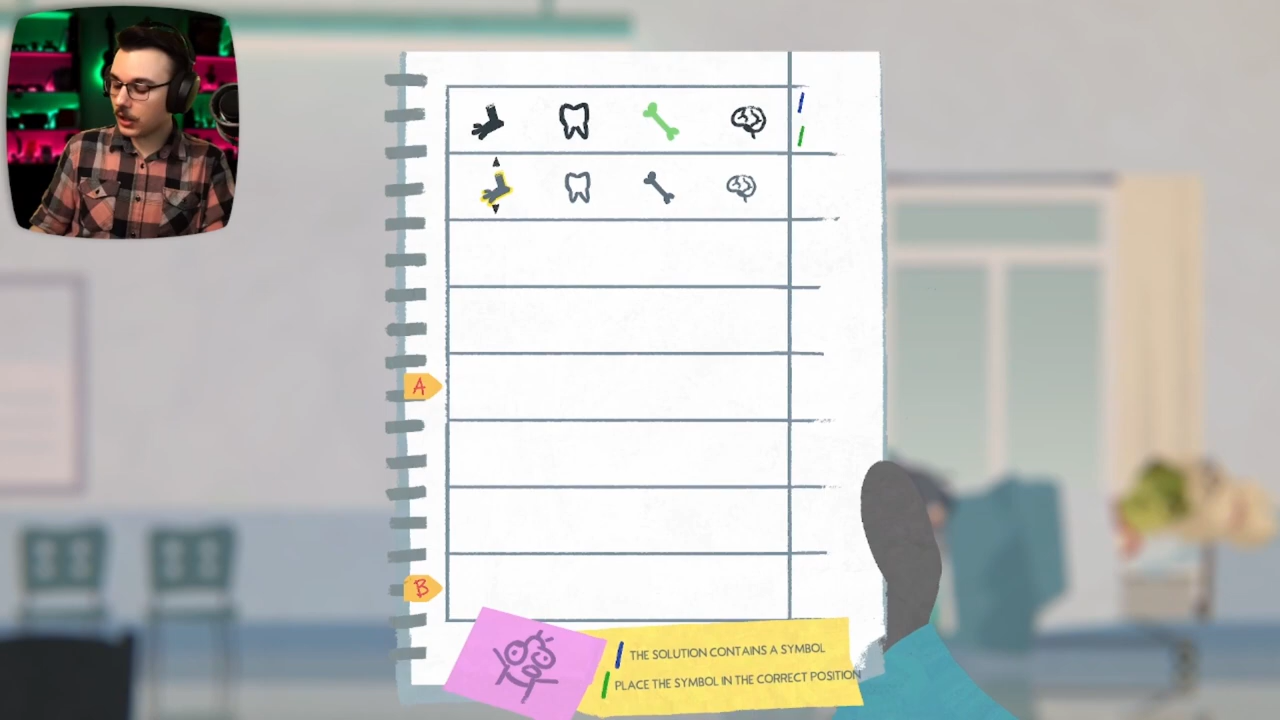 A
B
THE SOLUTION CONTAINS A SYMBOL
PLACE THE SYMBOL IN THE CORRECT POSITION